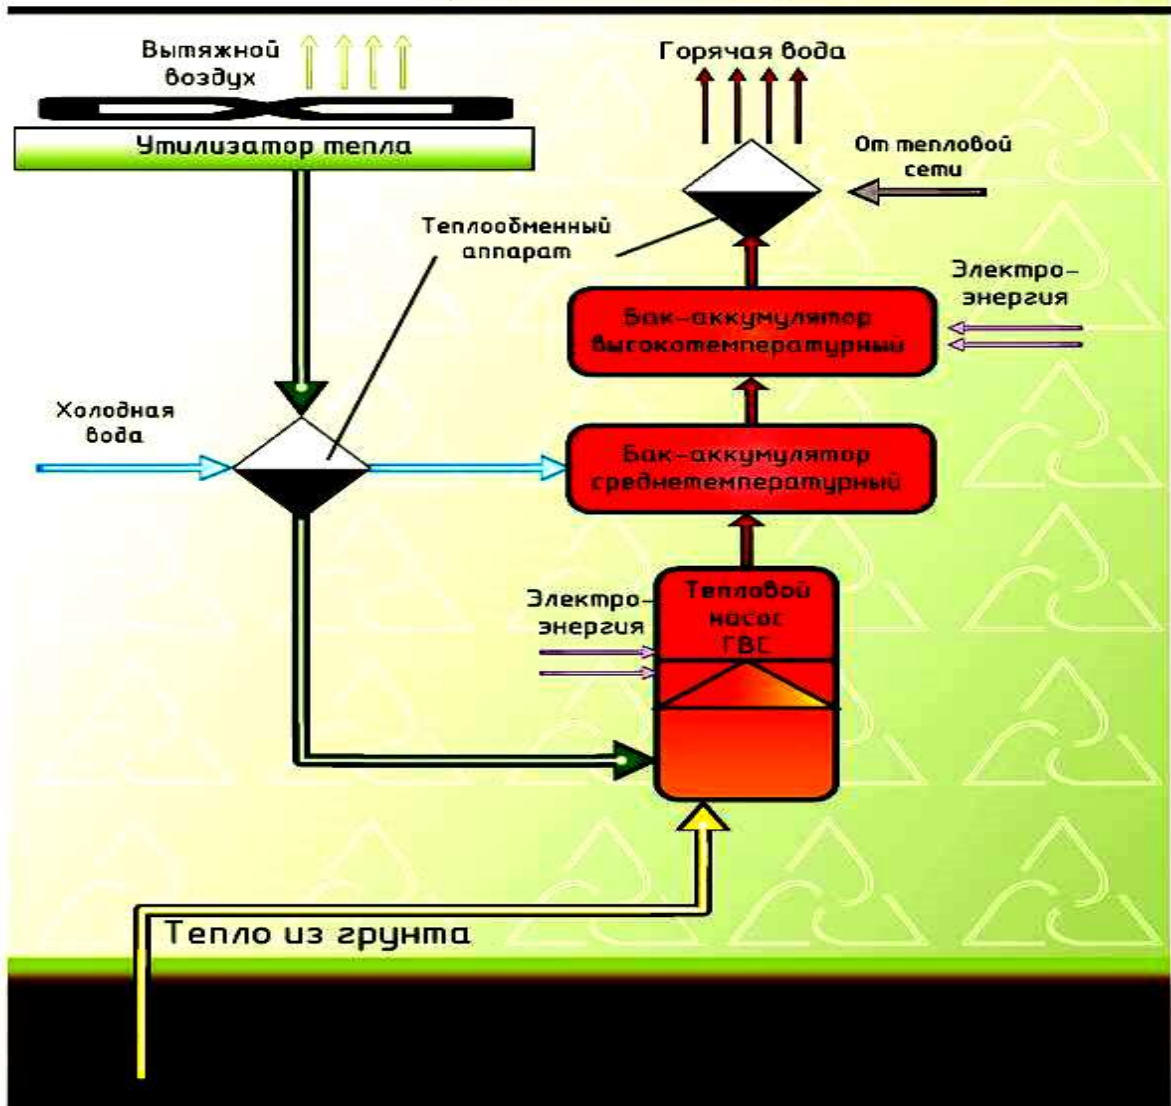 Вытяжной
воздух
Утилизатор тепла
Горячая вода
От тепловой
сети
Теплообменный
аппарат
Электро-
энергия
Бак-аккумулятор
высокотемпературный
Холодная
вода
Бак-аккумулятор
среднетемпературный
Электро-
энергия
Тепловой
насос
ГВС
Тепло из грунта